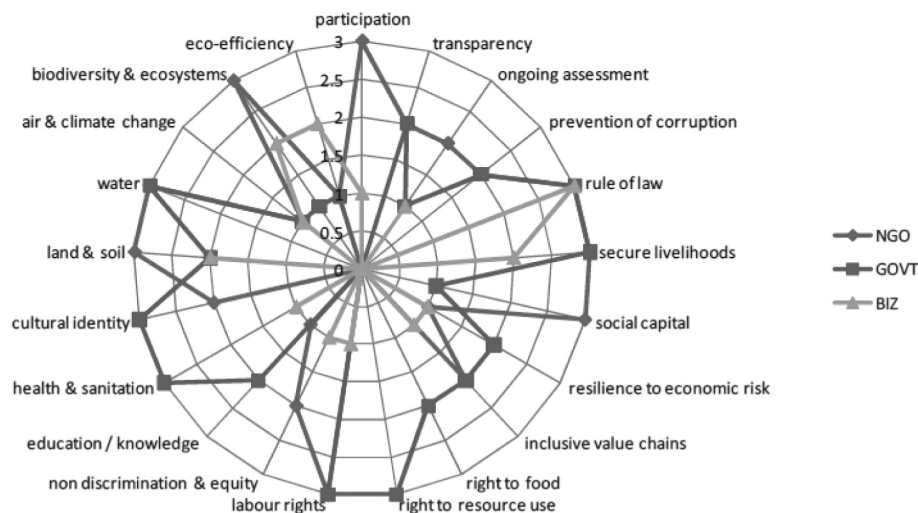 participation
eco-efficiency
transparency
biodiversity & ecosystems
ongoing assessment
air & climate change
prevention of corruption
water
rule of law
land & soil
secure livelihoods
cultural identity
social capital
health & sanitation
resilience to economic risk
education / knowledge
inclusive value chains
non discrimination & equity
right to food
labour rights
right to resource use
3
2.5
2
1.5
1
0.5
0
NGO
GOVT
BIZ